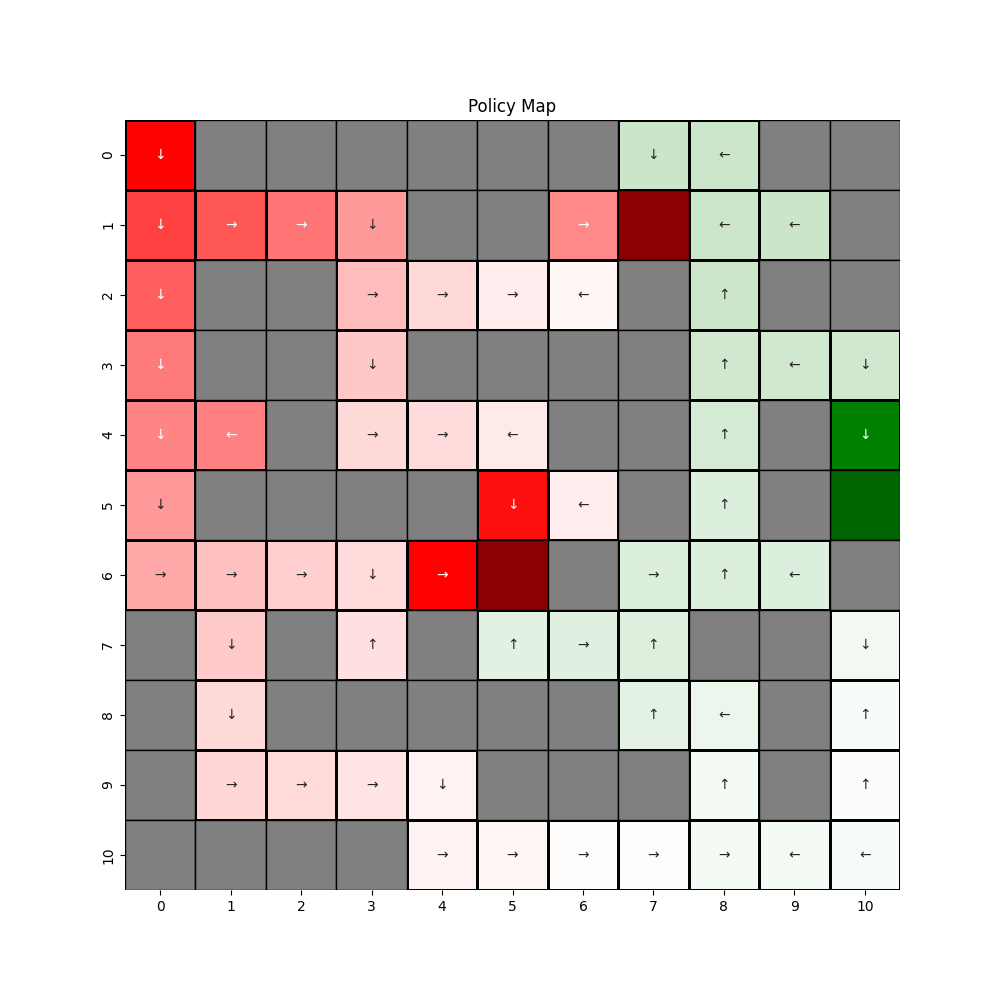 Policy Map
0 ↓ ↓ ←
1 ↓ → → ↓ → ← ←
2 ↓ → → → ← ↑
3 ↓ ↓ ↑ ← ↓
4 ↓ ← → → ← ↑ ↓
5 ↓ ↓ ← ↑
6 → → → ↓ → → ↑ ←
7 ↓ ↑ ↑ → ↑ ↓
8 ↓ ↑ ← ↑
9 → → → ↓ ↑ ↑
10 → → → → → ← ←
0 1 2 3 4 5 6 7 8 9 10